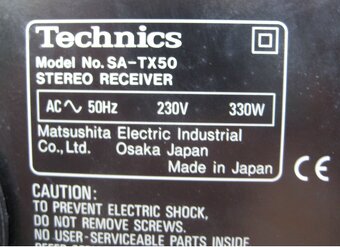 Technics
Model No. SA-TX50
STEREO RECEIVER
AC∿ 50Hz 230V 330W
Matsushita Electric Industrial
Co., Ltd. Osaka Japan
Made in Japan
CE
CAUTION:
TO PREVENT ELECTRIC SHOCK,
DO NOT REMOVE SCREWS.
NO USER-SERVICEABLE PARTS INSIDE